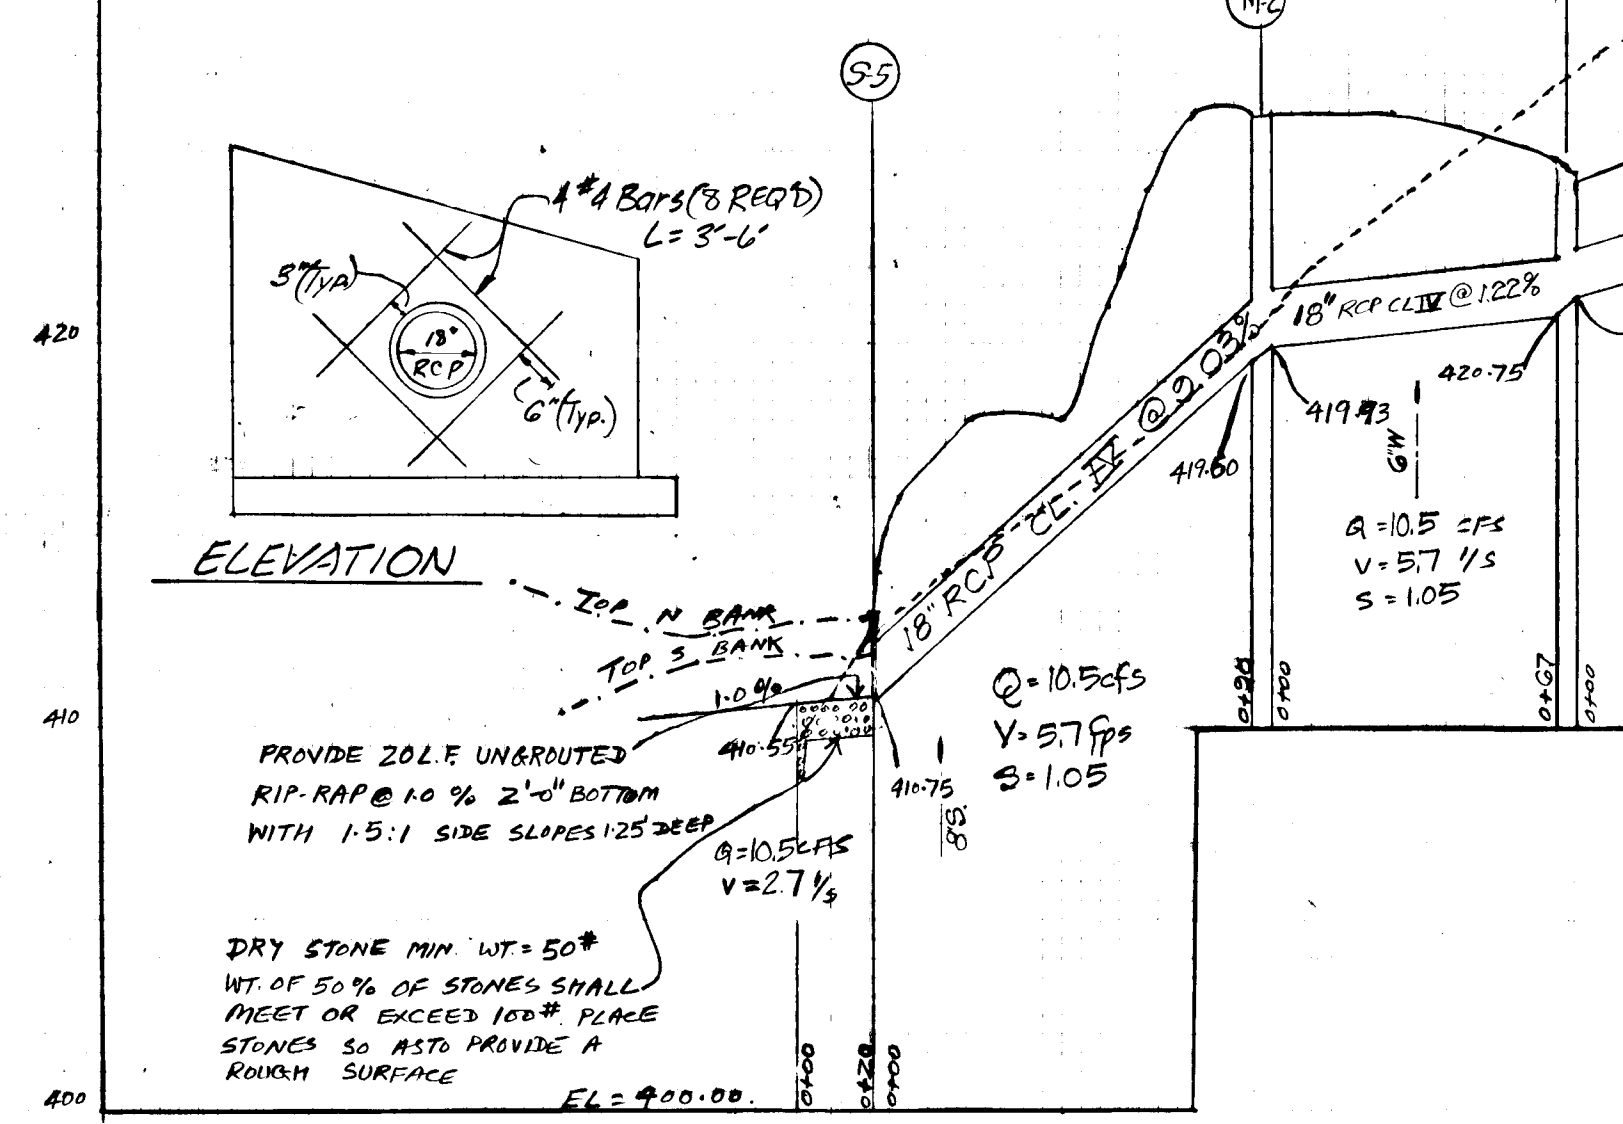 M-2
S-5
4 #4 Bars (8 REQ'D)
L = 3'-6"
3" (Typ.)
18"
RCP
6" (Typ.)
ELEVATION
420
410
400
TOP N BANK
TOP S BANK
1.0%
18" RCP CL. IV @ 9.03%
18" RCP CL IV @ 1.22%
420.75
419.93
419.60
9"W
Q = 10.5 CFS
V = 5.7 '/S
S = 1.05
0+98
0+00
0+67
0+00
Q = 10.5 cfs
V = 5.7 fps
S = 1.05
410.55
410.75
8"S.
PROVIDE 20 L.F. UNGROUTED
RIP-RAP @ 1.0 % 2'-0" BOTTOM
WITH 1.5:1 SIDE SLOPES 1.25' DEEP
Q = 10.5 CFS
V = 2.7 '/s
DRY STONE MIN. WT. = 50#
WT. OF 50% OF STONES SHALL
MEET OR EXCEED 100#. PLACE
STONES SO AS TO PROVIDE A
ROUGH SURFACE
EL = 400.00.
0+00
0+20
0+00